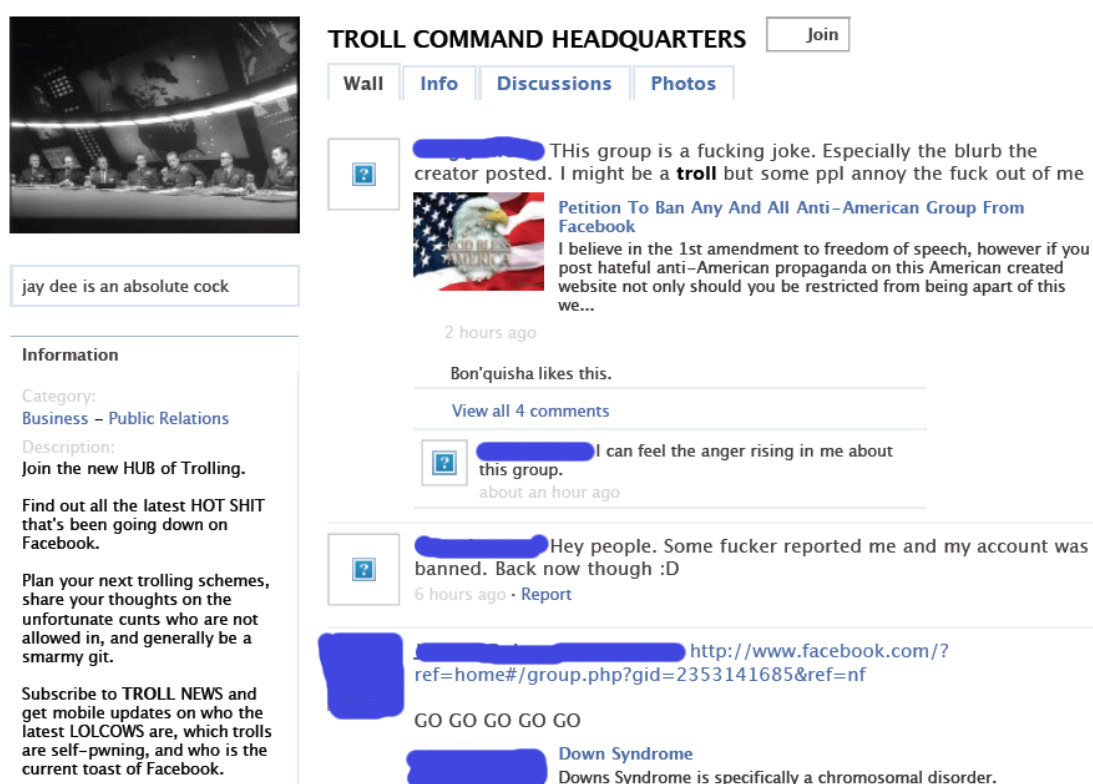 TROLL COMMAND HEADQUARTERS
Join
Wall
Info
Discussions
Photos
THis group is a fucking joke. Especially the blurb the
creator posted. I might be a troll but some ppl annoy the fuck out of me
GOD BLESS
AMERICA
Petition To Ban Any And All Anti-American Group From
Facebook
I believe in the 1st amendment to freedom of speech, however if you
post hateful anti-American propaganda on this American created
website not only should you be restricted from being apart of this
we...
2 hours ago
Bon'quisha likes this.
View all 4 comments
I can feel the anger rising in me about
this group.
about an hour ago
Hey people. Some fucker reported me and my account was
banned. Back now though :D
6 hours ago · Report
http://www.facebook.com/?
ref=home#/group.php?gid=2353141685&ref=nf
GO GO GO GO GO
Down Syndrome
Downs Syndrome is specifically a chromosomal disorder.
jay dee is an absolute cock
Information
Category:
Business – Public Relations
Description:
Join the new HUB of Trolling.
Find out all the latest HOT SHIT
that's been going down on
Facebook.
Plan your next trolling schemes,
share your thoughts on the
unfortunate cunts who are not
allowed in, and generally be a
smarmy git.
Subscribe to TROLL NEWS and
get mobile updates on who the
latest LOLCOWS are, which trolls
are self-pwning, and who is the
current toast of Facebook.